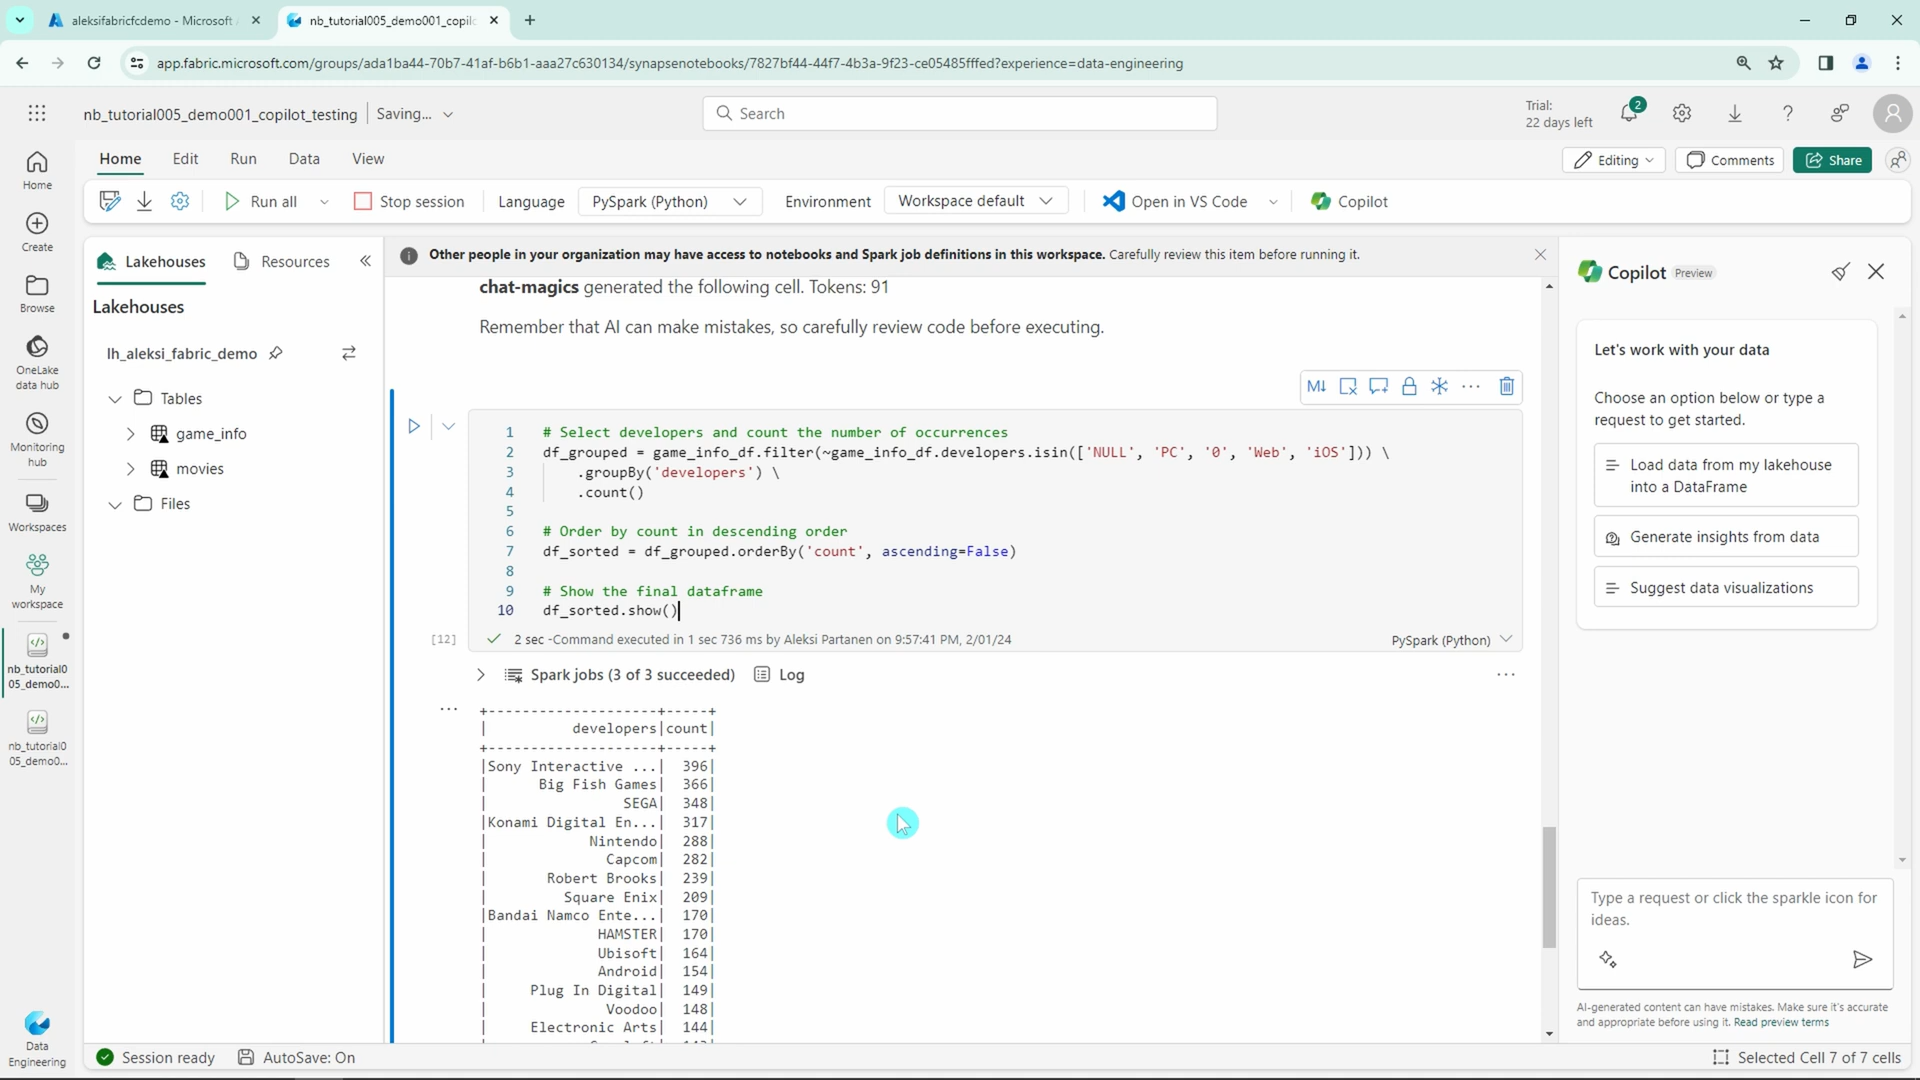 aleksifabricfcdemo - Microsoft
nb_tutorial005_demo001_copil
app.fabric.microsoft.com/groups/ada1ba44-70b7-41af-b6b1-aaa27c630134/synapsenotebooks/7827bf44-44f7-4b3a-9f23-ce05485fffed?experience=data-engineering
nb_tutorial005_demo001_copilot_testing
Saving...
Search
Trial:
22 days left
2
Home
Edit
Run
Data
View
Editing
Comments
Share
Run all
Stop session
Language
PySpark (Python)
Environment
Workspace default
Open in VS Code
Copilot
Home
Create
Browse
OneLake
data hub
Monitoring
hub
Workspaces
My
workspace
nb_tutorial0
05_demo0...
nb_tutorial0
05_demo0...
Data
Engineering
Lakehouses
Resources
Lakehouses
lh_aleksi_fabric_demo
Tables
game_info
movies
Files
Other people in your organization may have access to notebooks and Spark job definitions in this workspace. Carefully review this item before running it.
chat-magics generated the following cell. Tokens: 91
Remember that AI can make mistakes, so carefully review code before executing.
M↓
1 # Select developers and count the number of occurrences
2 df_grouped = game_info_df.filter(~game_info_df.developers.isin(['NULL', 'PC', '0', 'Web', 'iOS'])) \
3 .groupBy('developers') \
4 .count()
5
6 # Order by count in descending order
7 df_sorted = df_grouped.orderBy('count', ascending=False)
8
9 # Show the final dataframe
10 df_sorted.show()
[12]
2 sec -Command executed in 1 sec 736 ms by Aleksi Partanen on 9:57:41 PM, 2/01/24
PySpark (Python)
Spark jobs (3 of 3 succeeded)
Log
+--------------------+-----+
| developers|count|
+--------------------+-----+
|Sony Interactive ...| 396|
| Big Fish Games| 366|
| SEGA| 348|
|Konami Digital En...| 317|
| Nintendo| 288|
| Capcom| 282|
| Robert Brooks| 239|
| Square Enix| 209|
|Bandai Namco Ente...| 170|
| HAMSTER| 170|
| Ubisoft| 164|
| Android| 154|
| Plug In Digital| 149|
| Voodoo| 148|
| Electronic Arts| 144|
Copilot
Preview
Let's work with your data
Choose an option below or type a
request to get started.
Load data from my lakehouse
into a DataFrame
Generate insights from data
Suggest data visualizations
Type a request or click the sparkle icon for
ideas.
AI-generated content can have mistakes. Make sure it's accurate
and appropriate before using it. Read preview terms
Session ready
AutoSave: On
Selected Cell 7 of 7 cells